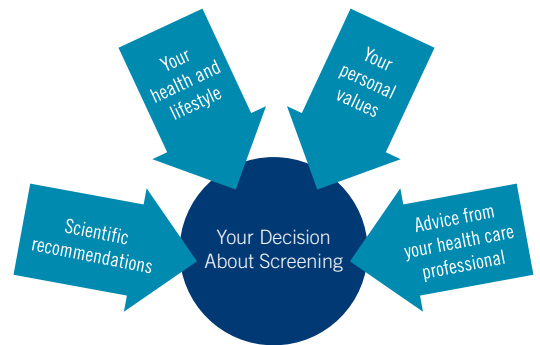 Your
health and
lifestyle
Your
personal
values
Scientific
recommendations
Your Decision
About Screening
Advice from
your health care
professional